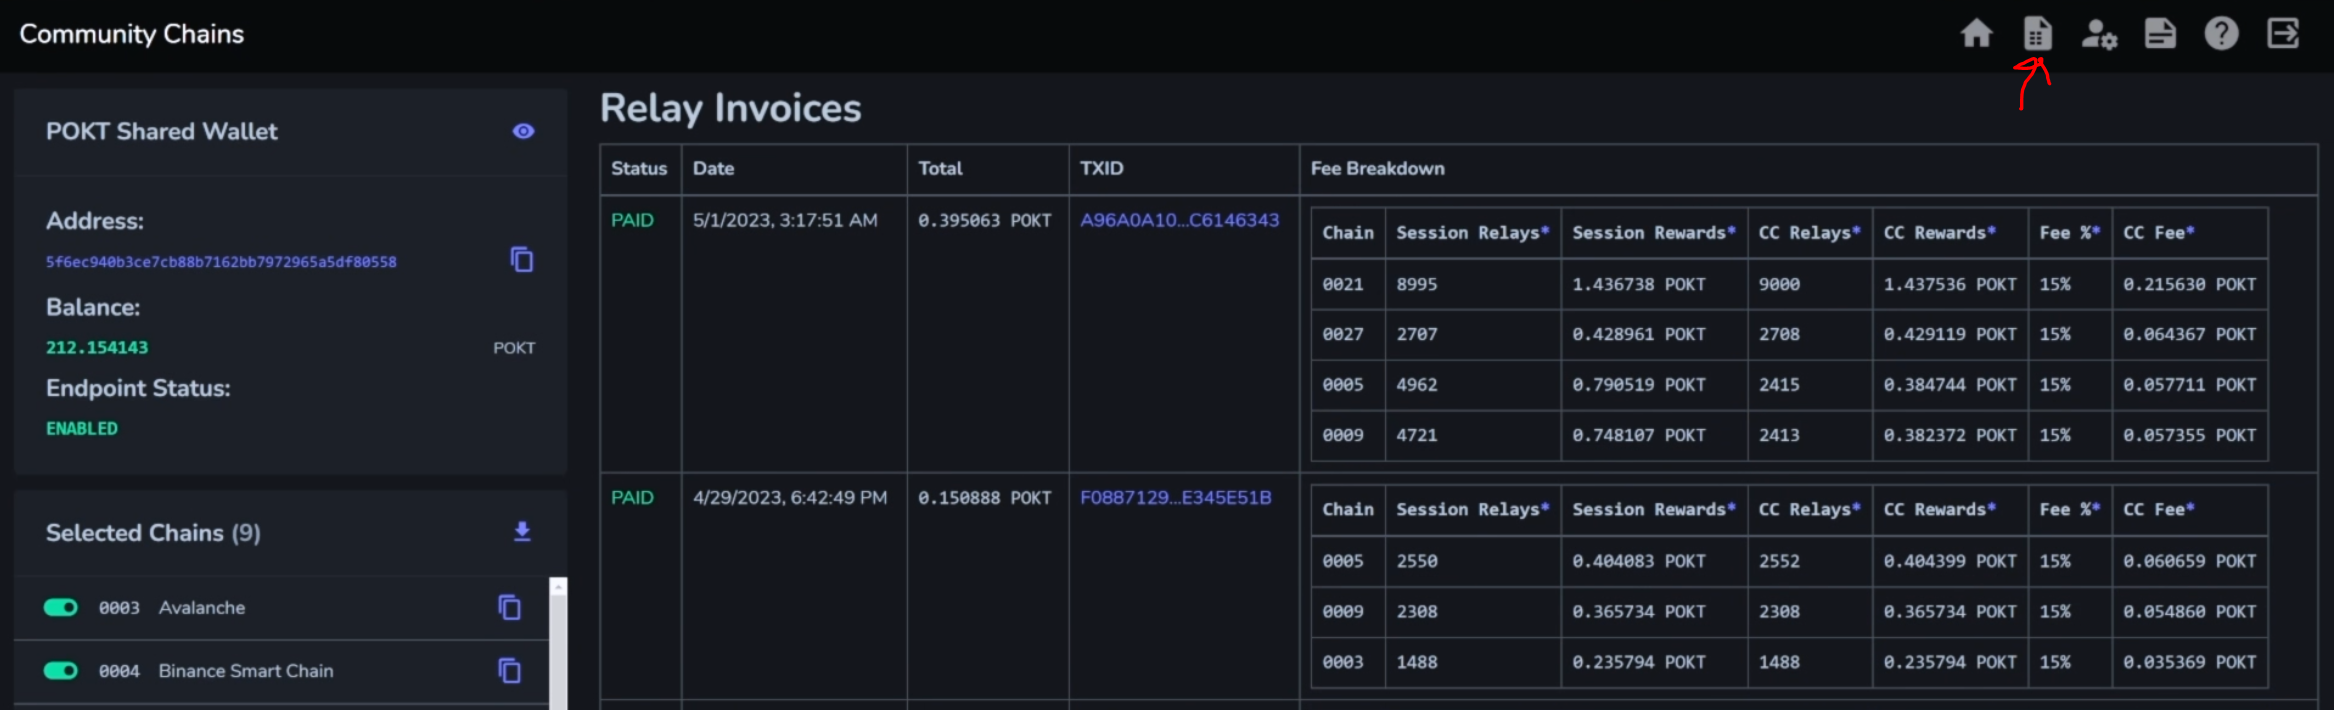 Community Chains
POKT Shared Wallet
Address:
5f6ec940b3ce7cb88b7162bb7972965a5df80558
Balance:
212.154143 POKT
Endpoint Status:
ENABLED
Selected Chains (9)
0003 Avalanche
0004 Binance Smart Chain
Relay Invoices
Status Date Total TXID Fee Breakdown
PAID 5/1/2023, 3:17:51 AM 0.395063 POKT A96A0A10...C6146343
Chain Session Relays* Session Rewards* CC Relays* CC Rewards* Fee %* CC Fee*
0021 8995 1.436738 POKT 9000 1.437536 POKT 15% 0.215630 POKT
0027 2707 0.428961 POKT 2708 0.429119 POKT 15% 0.064367 POKT
0005 4962 0.790519 POKT 2415 0.384744 POKT 15% 0.057711 POKT
0009 4721 0.748107 POKT 2413 0.382372 POKT 15% 0.057355 POKT
PAID 4/29/2023, 6:42:49 PM 0.150888 POKT F0887129...E345E51B
Chain Session Relays* Session Rewards* CC Relays* CC Rewards* Fee %* CC Fee*
0005 2550 0.404083 POKT 2552 0.404399 POKT 15% 0.060659 POKT
0009 2308 0.365734 POKT 2308 0.365734 POKT 15% 0.054860 POKT
0003 1488 0.235794 POKT 1488 0.235794 POKT 15% 0.035369 POKT